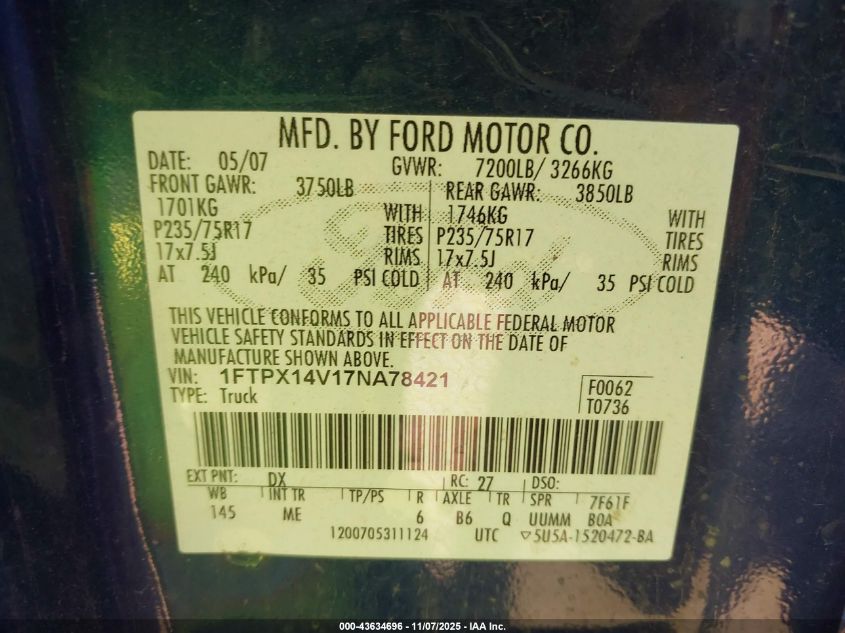 MFD. BY FORD MOTOR CO.
DATE: 05/07 GVWR: 7200LB/ 3266KG
FRONT GAWR: 3750LB REAR GAWR: 3850LB
1701KG WITH 1746KG WITH
P235/75R17 TIRES P235/75R17 TIRES
17x7.5J RIMS 17x7.5J RIMS
AT 240 kPa/ 35 PSI COLD AT 240 kPa/ 35 PSI COLD
THIS VEHICLE CONFORMS TO ALL APPLICABLE FEDERAL MOTOR
VEHICLE SAFETY STANDARDS IN EFFECT ON THE DATE OF
MANUFACTURE SHOWN ABOVE.
VIN: 1FTPX14V17NA78421 F0062
TYPE: Truck T0736
EXT PNT: DX RC: 27 DSO:
WB INT TR TP/PS R AXLE TR SPR 7F61F
145 ME 6 B6 Q UUMM BOA
1200705311124 UTC ▽5U5A-1520472-BA
000-43634696 - 11/07/2025 - IAA Inc.